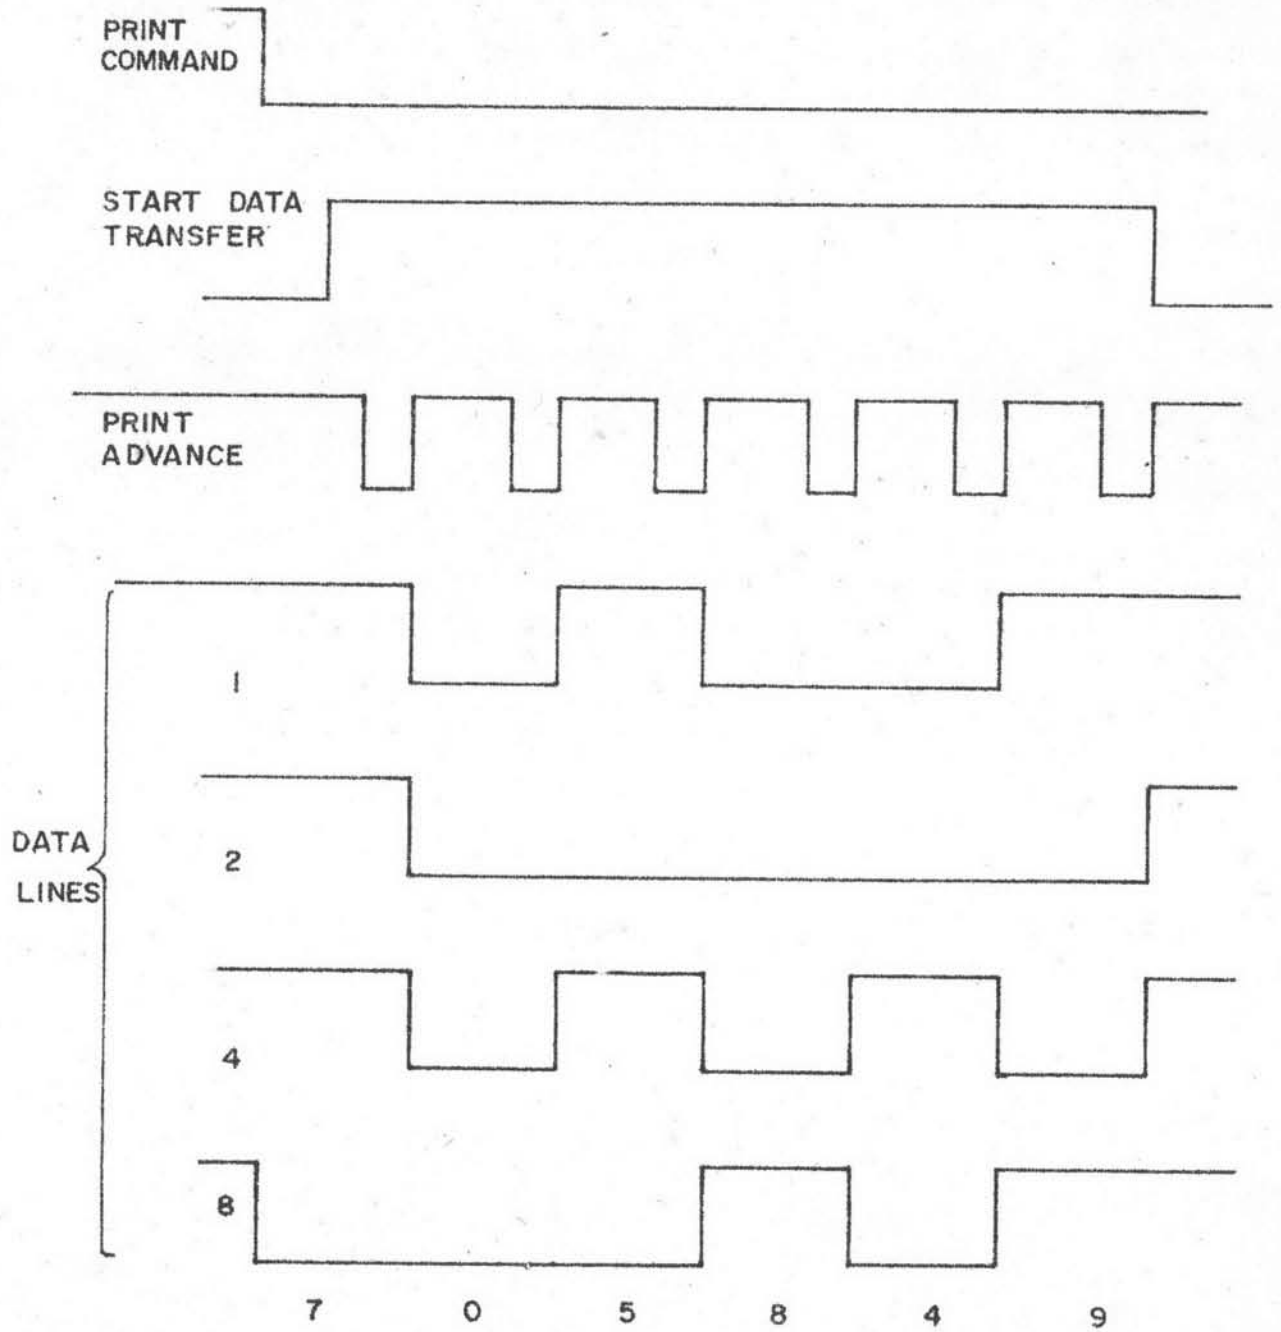 PRINT
COMMAND
START DATA
TRANSFER
PRINT
ADVANCE
1
2
DATA
LINES
4
8
7 0 5 8 4 9